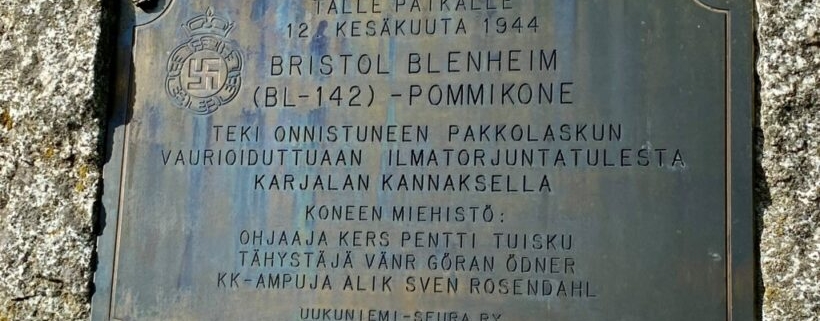 TÄLLE PAIKALLE
12. KESÄKUUTA 1944
BRISTOL BLENHEIM
(BL-142) -POMMIKONE
TEKI ONNISTUNEEN PAKKOLASKUN
VAURIOIDUTTUAAN ILMATORJUNTATULESTA
KARJALAN KANNAKSELLA
KONEEN MIEHISTÖ:
OHJAAJA KERS PENTTI TUISKU
TÄHYSTÄJÄ VÄNR GÖRAN ÖDNER
KK-AMPUJA ALIK SVEN ROSENDAHL
UUKUNIEMI-SEURA RY